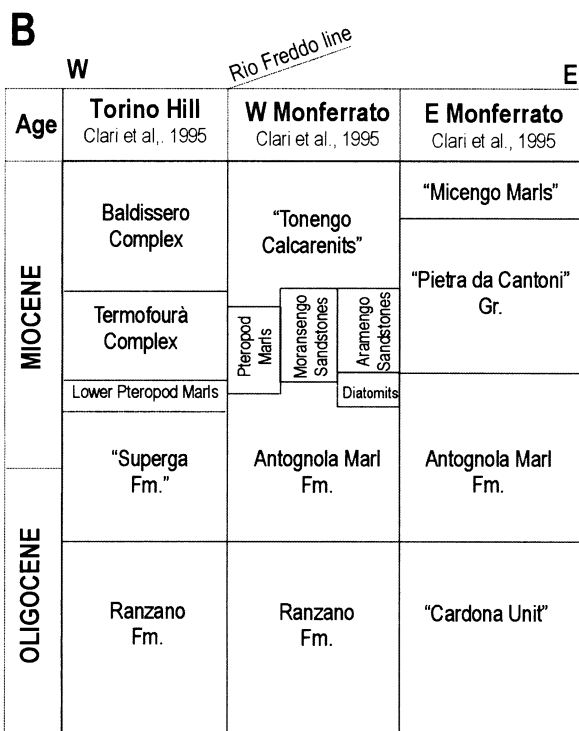 B
W
Rio Freddo line
E
Age
Torino Hill
Clari et al,. 1995
W Monferrato
Clari et al., 1995
E Monferrato
Clari et al., 1995
MIOCENE
OLIGOCENE
Baldissero
Complex
Termofourà
Complex
Lower Pteropod Marls
"Superga
Fm."
Ranzano
Fm.
"Tonengo
Calcarenits"
Pteropod
Marls
Moransengo
Sandstones
Aramengo
Sandstones
Diatomits
Antognola Marl
Fm.
Ranzano
Fm.
"Micengo Marls"
"Pietra da Cantoni"
Gr.
Antognola Marl
Fm.
"Cardona Unit"